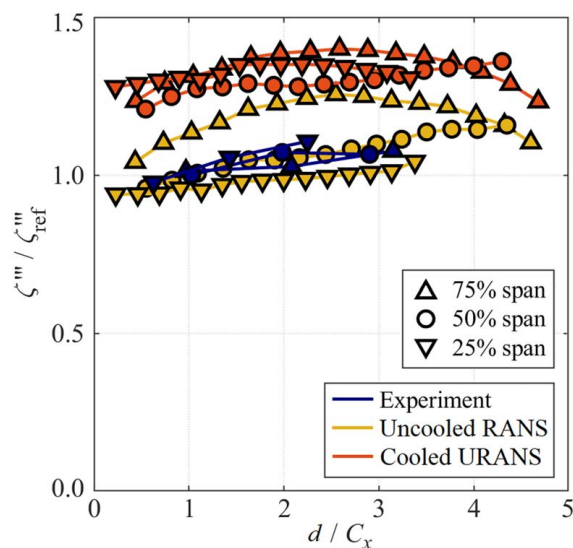 1.5
1.0
0.5
0.0
ζ''' / ζ'''ref
75% span
50% span
25% span
Experiment
Uncooled RANS
Cooled URANS
0 1 2 3 4 5
d / Cx